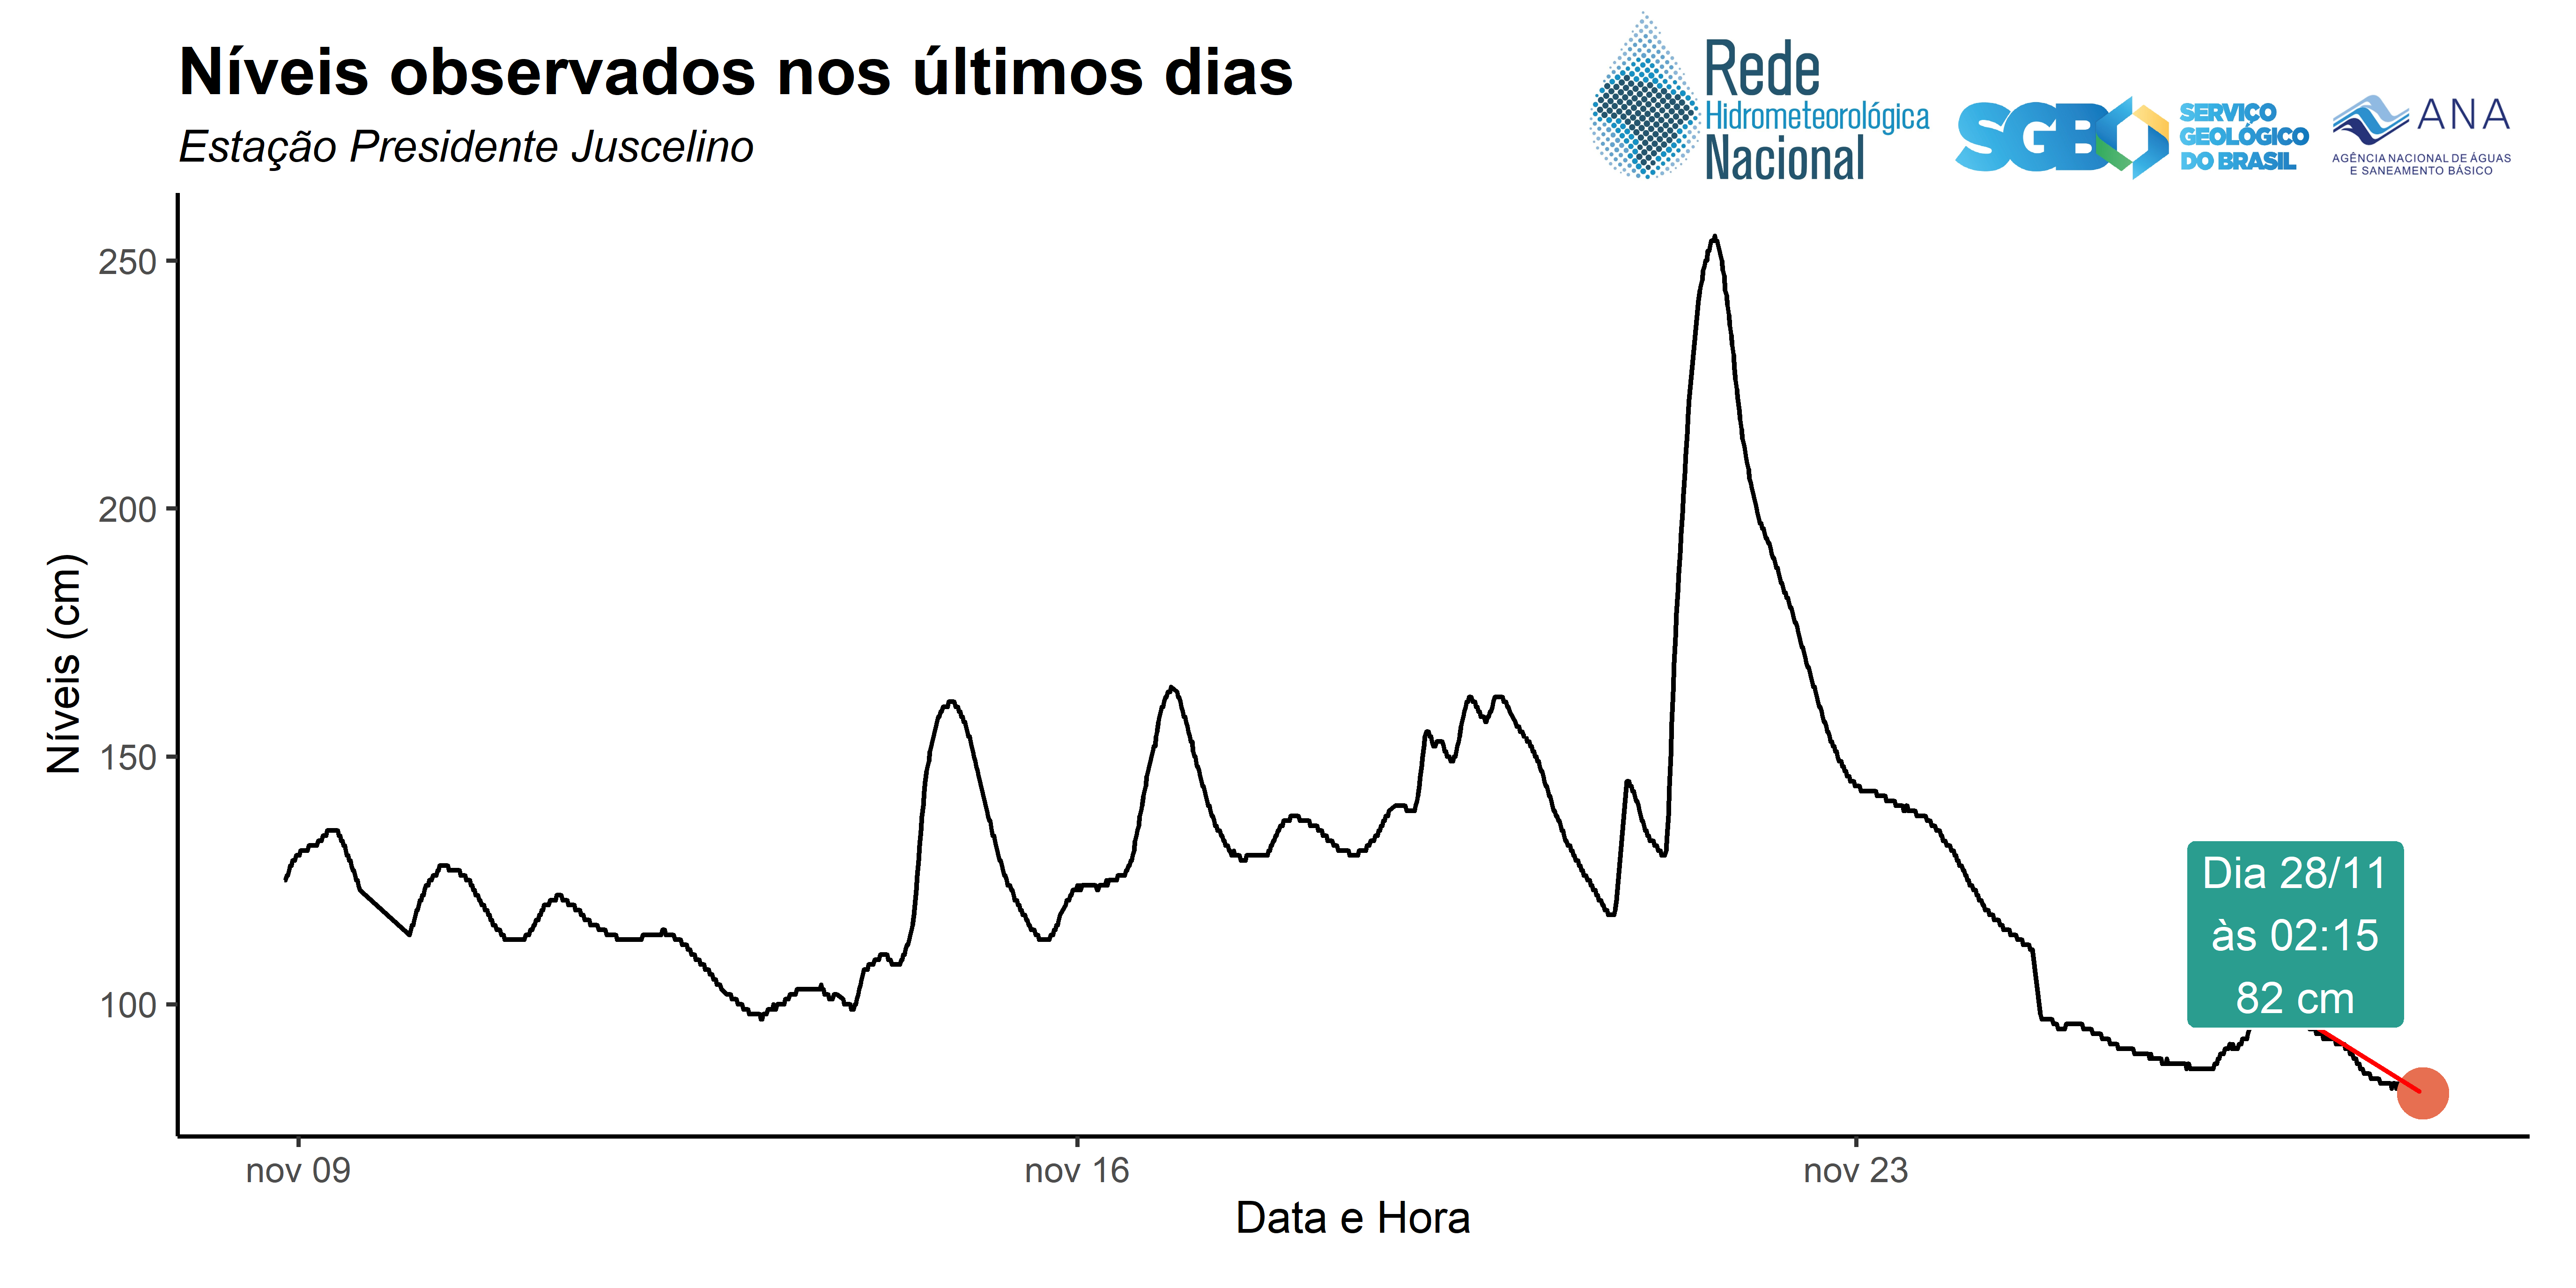 Níveis observados nos últimos dias
Estação Presidente Juscelino
Rede
Hidrometeorológica
Nacional
SGB
SERVIÇO
GEOLÓGICO
DO BRASIL
ANA
AGÊNCIA NACIONAL DE ÁGUAS
E SANEAMENTO BÁSICO
Níveis (cm)
250
200
150
100
Dia 28/11
às 02:15
82 cm
nov 09
nov 16
nov 23
Data e Hora